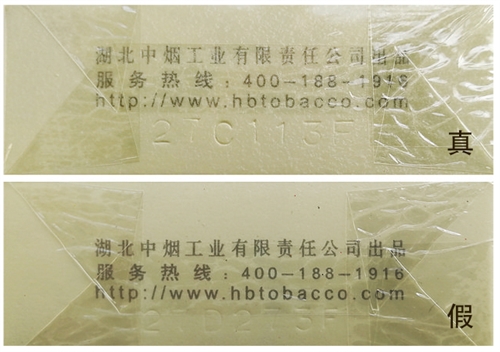 湖北中烟工业有限责任公司出品
服务热线：400-188-1916
http://www.hbtobacco.com
27C113F
真
湖北中烟工业有限责任公司出品
服务热线：400-188-1916
http://www.hbtobacco.com
假